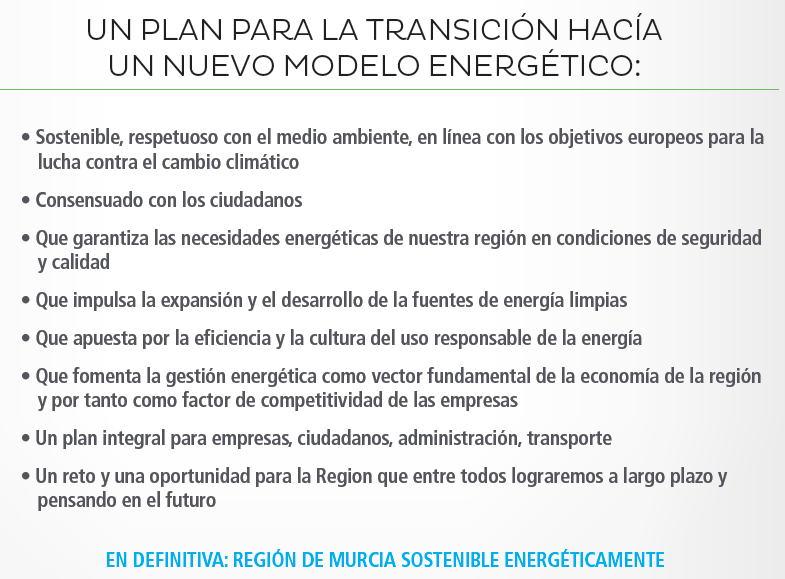 UN PLAN PARA LA TRANSICIÓN HACÍA
UN NUEVO MODELO ENERGÉTICO:
• Sostenible, respetuoso con el medio ambiente, en línea con los objetivos europeos para la
lucha contra el cambio climático
• Consensuado con los ciudadanos
• Que garantiza las necesidades energéticas de nuestra región en condiciones de seguridad
y calidad
• Que impulsa la expansión y el desarrollo de la fuentes de energía limpias
• Que apuesta por la eficiencia y la cultura del uso responsable de la energía
• Que fomenta la gestión energética como vector fundamental de la economía de la región
y por tanto como factor de competitividad de las empresas
• Un plan integral para empresas, ciudadanos, administración, transporte
• Un reto y una oportunidad para la Region que entre todos lograremos a largo plazo y
pensando en el futuro
EN DEFINITIVA: REGIÓN DE MURCIA SOSTENIBLE ENERGÉTICAMENTE